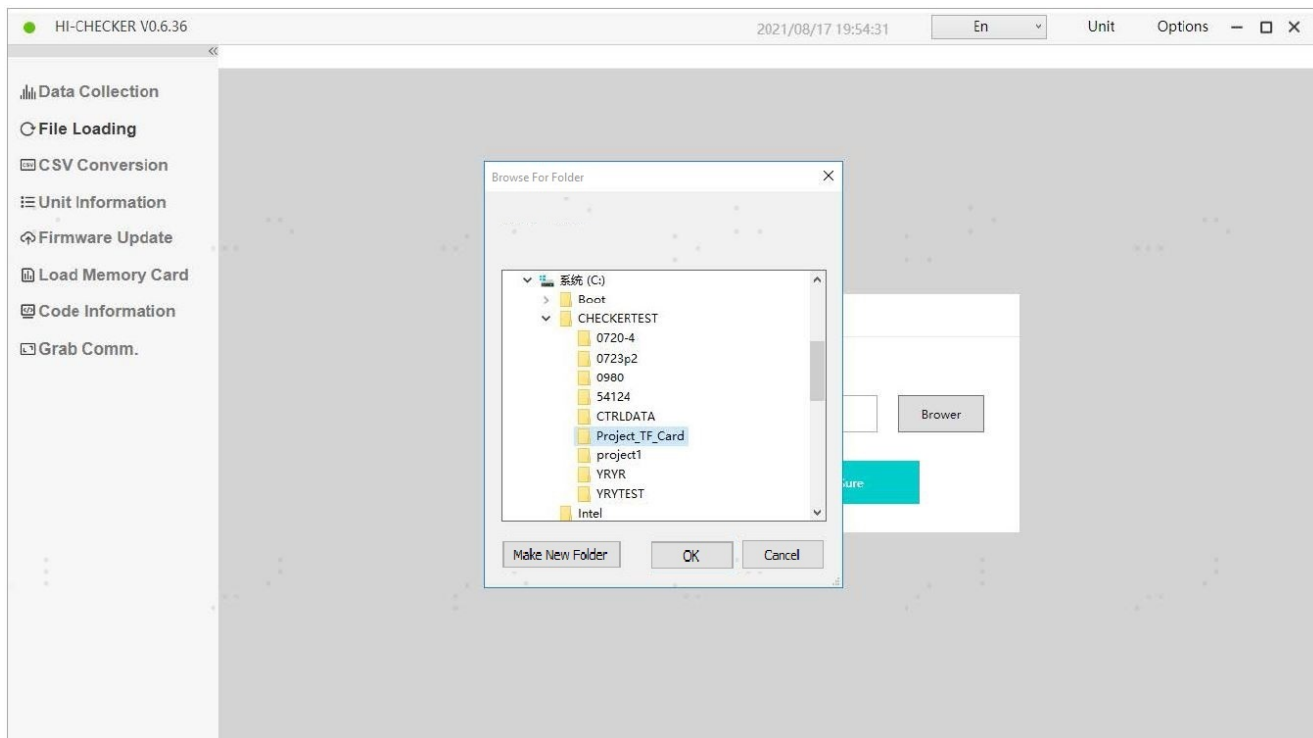 HI-CHECKER V0.6.36 2021/08/17 19:54:31 En Unit Options
Data Collection
File Loading
CSV Conversion
Unit Information
Firmware Update
Load Memory Card
Code Information
Grab Comm.
Browse For Folder
系统 (C:)
Boot
CHECKERTEST
0720-4
0723p2
0980
54124
CTRLDATA
Project_TF_Card
project1
YRYR
YRYTEST
Intel
Make New Folder OK Cancel
Brower